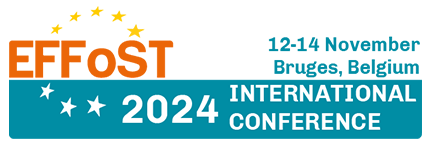 EFFoST
12-14 November
Bruges, Belgium
2024 INTERNATIONAL
CONFERENCE